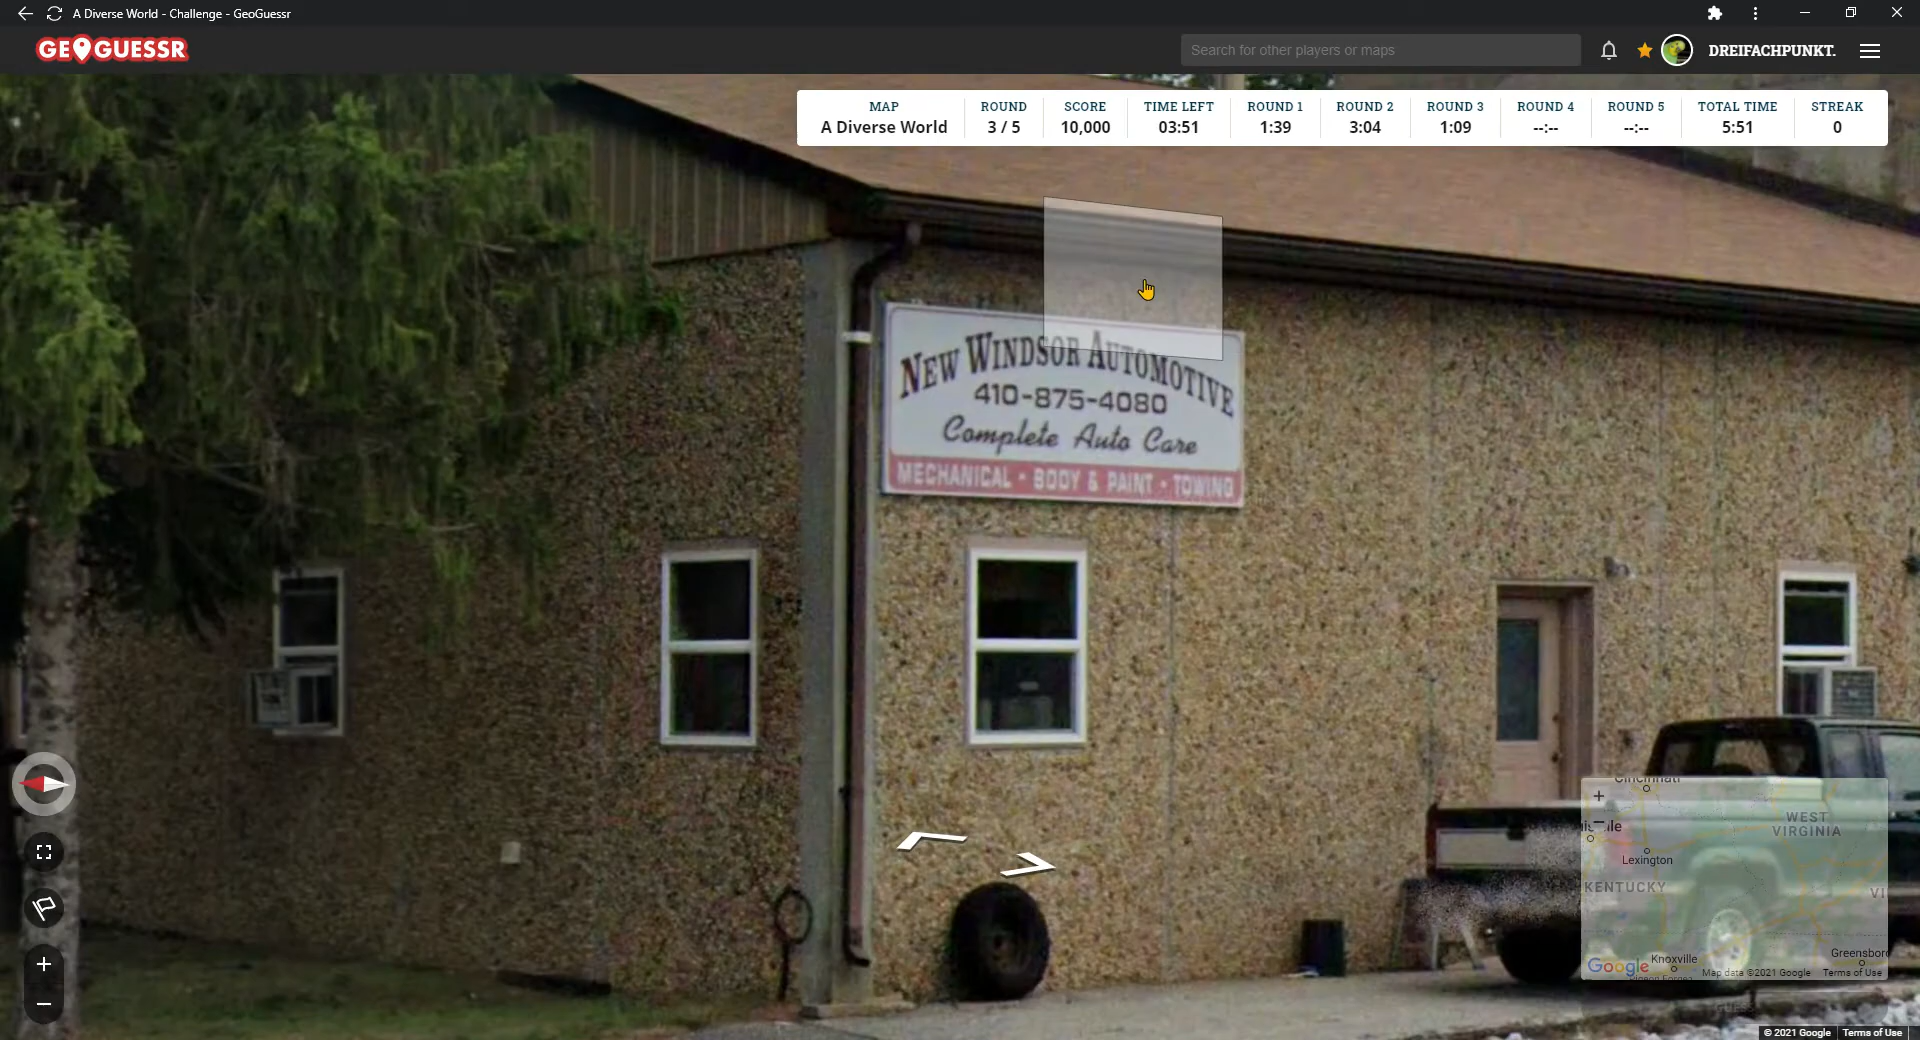 A Diverse World - Challenge - GeoGuessr
GEOGUESSR
Search for other players or maps
DREIFACHPUNKT.
MAP ROUND SCORE TIME LEFT ROUND 1 ROUND 2 ROUND 3 ROUND 4 ROUND 5 TOTAL TIME STREAK
A Diverse World 3 / 5 10,000 03:51 1:39 3:04 1:09 --:-- --:-- 5:51 0
NEW WINDSOR AUTOMOTIVE
410-875-4080
Complete Auto Care
MECHANICAL • BODY & PAINT • TOWING
Cincinnati
WEST
VIRGINIA
Lexington
KENTUCKY
VI
Greensboro
Knoxville
Google
Map data ©2021 Google Terms of Use
© 2021 Google Terms of Use